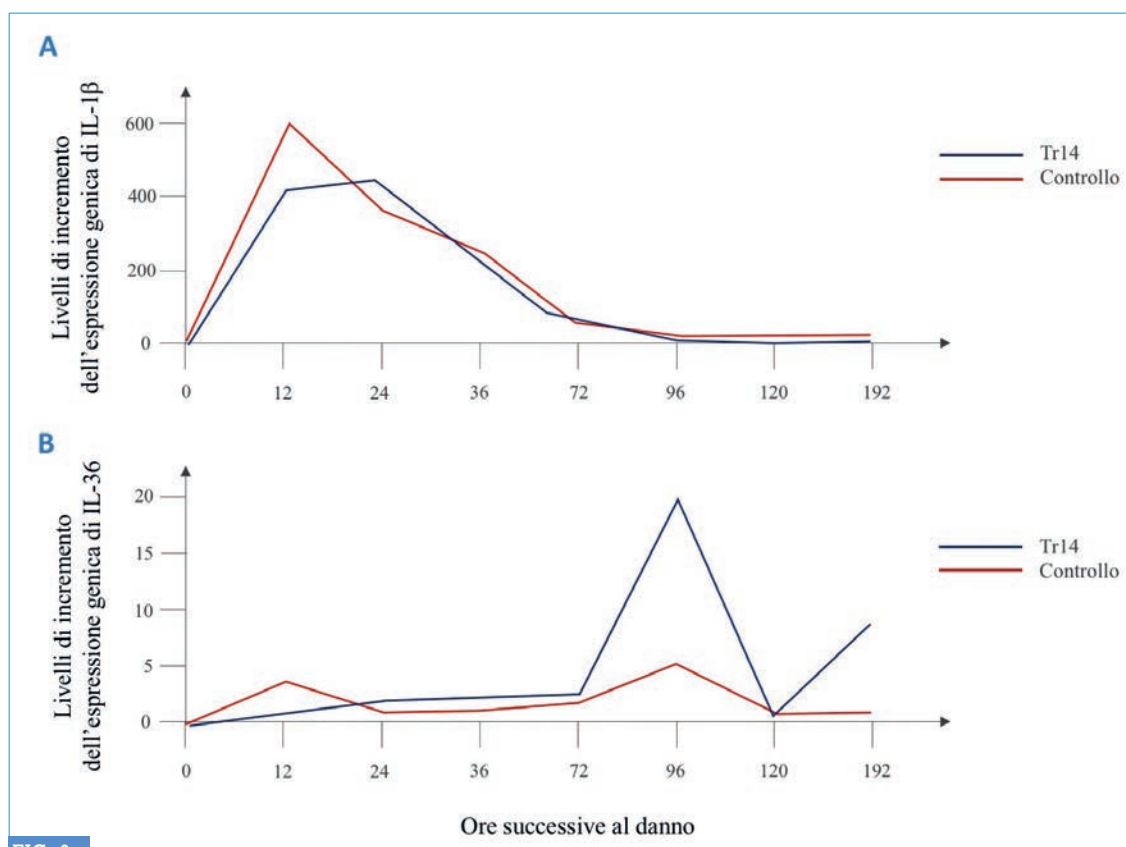 A
Livelli di incremento
dell'espressione genica di IL-1β
600
400
200
0
0 12 24 36 72 96 120 192
Tr14
Controllo
B
Livelli di incremento
dell'espressione genica di IL-36
20
15
10
5
0
0 12 24 36 72 96 120 192
Tr14
Controllo
Ore successive al danno